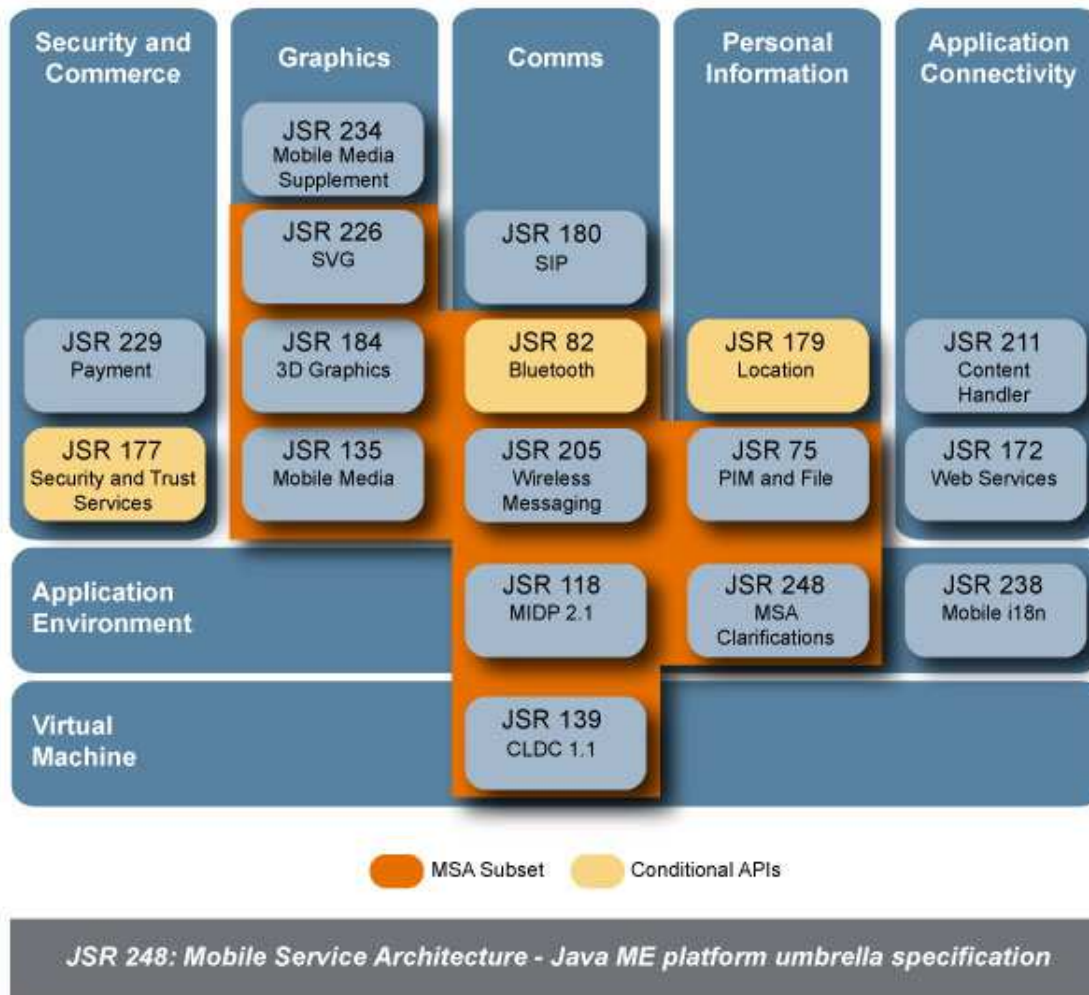 Security and
Commerce
Graphics
Comms
Personal
Information
Application
Connectivity
JSR 234
Mobile Media
Supplement
JSR 226
SVG
JSR 180
SIP
JSR 229
Payment
JSR 184
3D Graphics
JSR 82
Bluetooth
JSR 179
Location
JSR 211
Content
Handler
JSR 177
Security and Trust
Services
JSR 135
Mobile Media
JSR 205
Wireless
Messaging
JSR 75
PIM and File
JSR 172
Web Services
Application
Environment
JSR 118
MIDP 2.1
JSR 248
MSA
Clarifications
JSR 238
Mobile i18n
Virtual
Machine
JSR 139
CLDC 1.1
MSA Subset
Conditional APIs
JSR 248: Mobile Service Architecture - Java ME platform umbrella specification